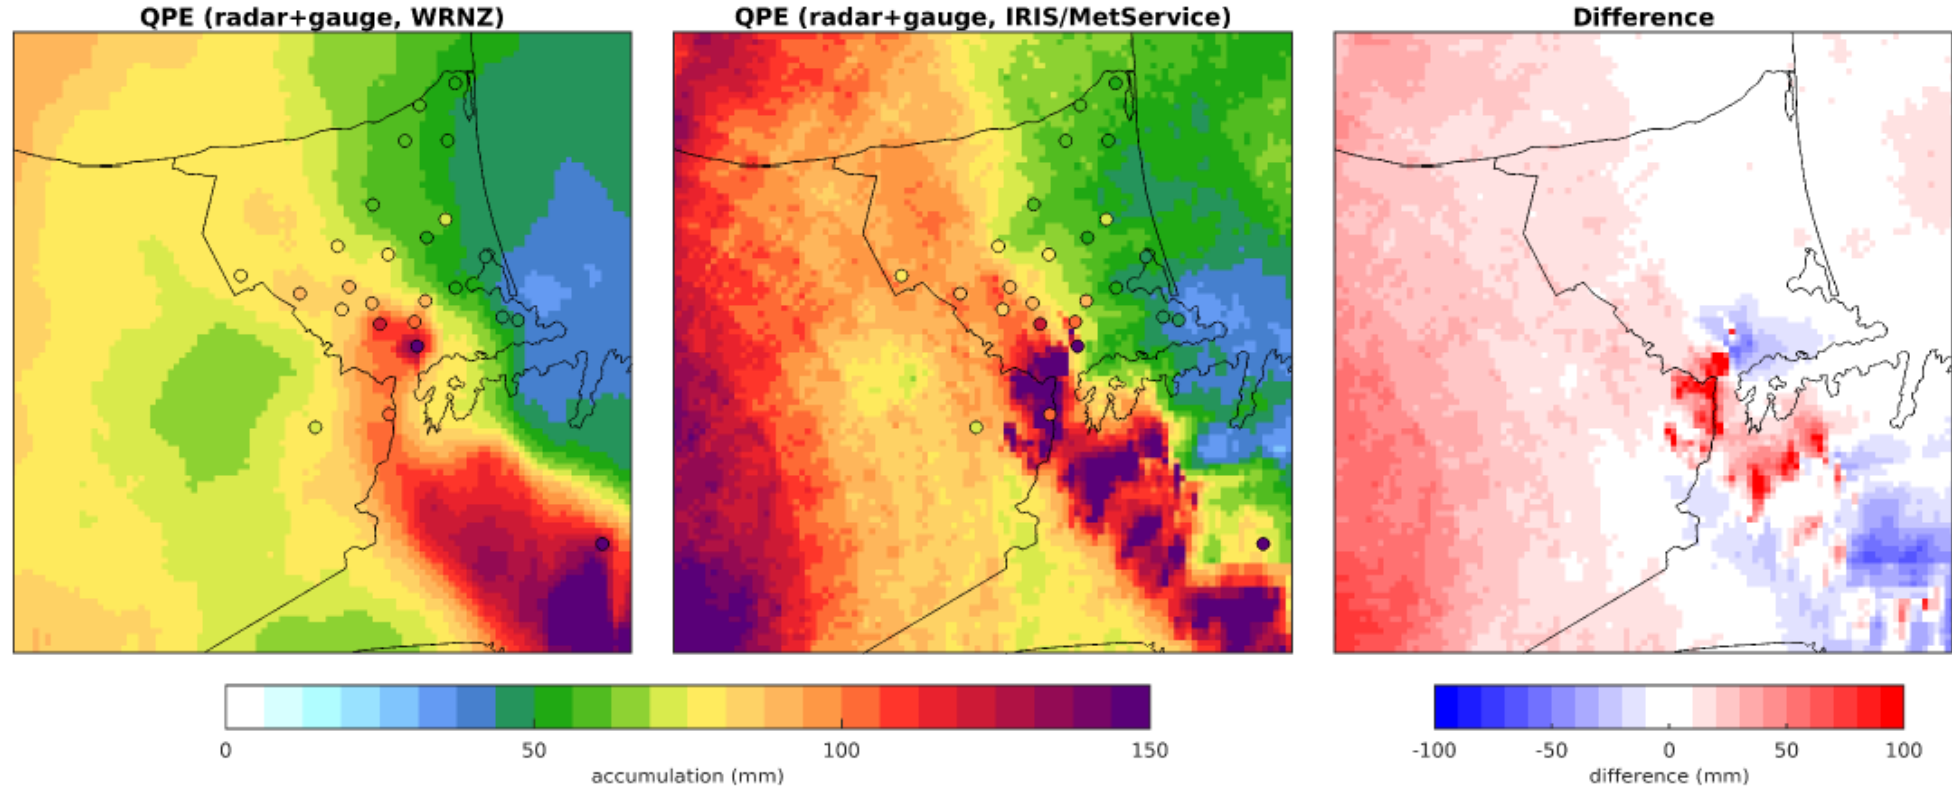 QPE (radar+gauge, WRNZ)
QPE (radar+gauge, IRIS/MetService)
Difference
0 50 100 150
accumulation (mm)
-100 -50 0 50 100
difference (mm)